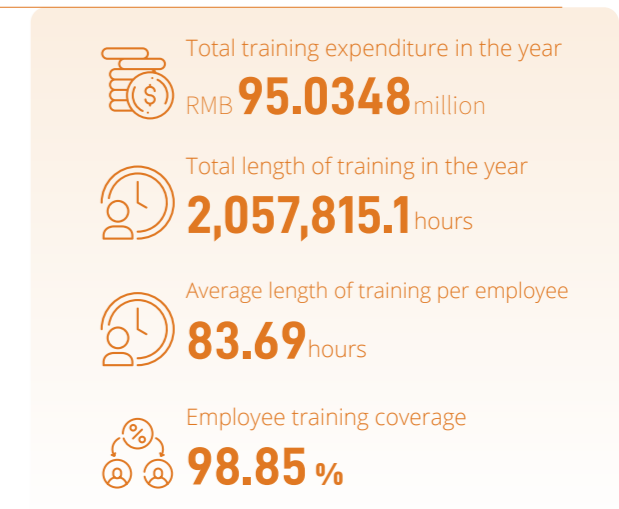 Total training expenditure in the year
RMB 95.0348 million
Total length of training in the year
2,057,815.1 hours
Average length of training per employee
83.69 hours
Employee training coverage
98.85 %